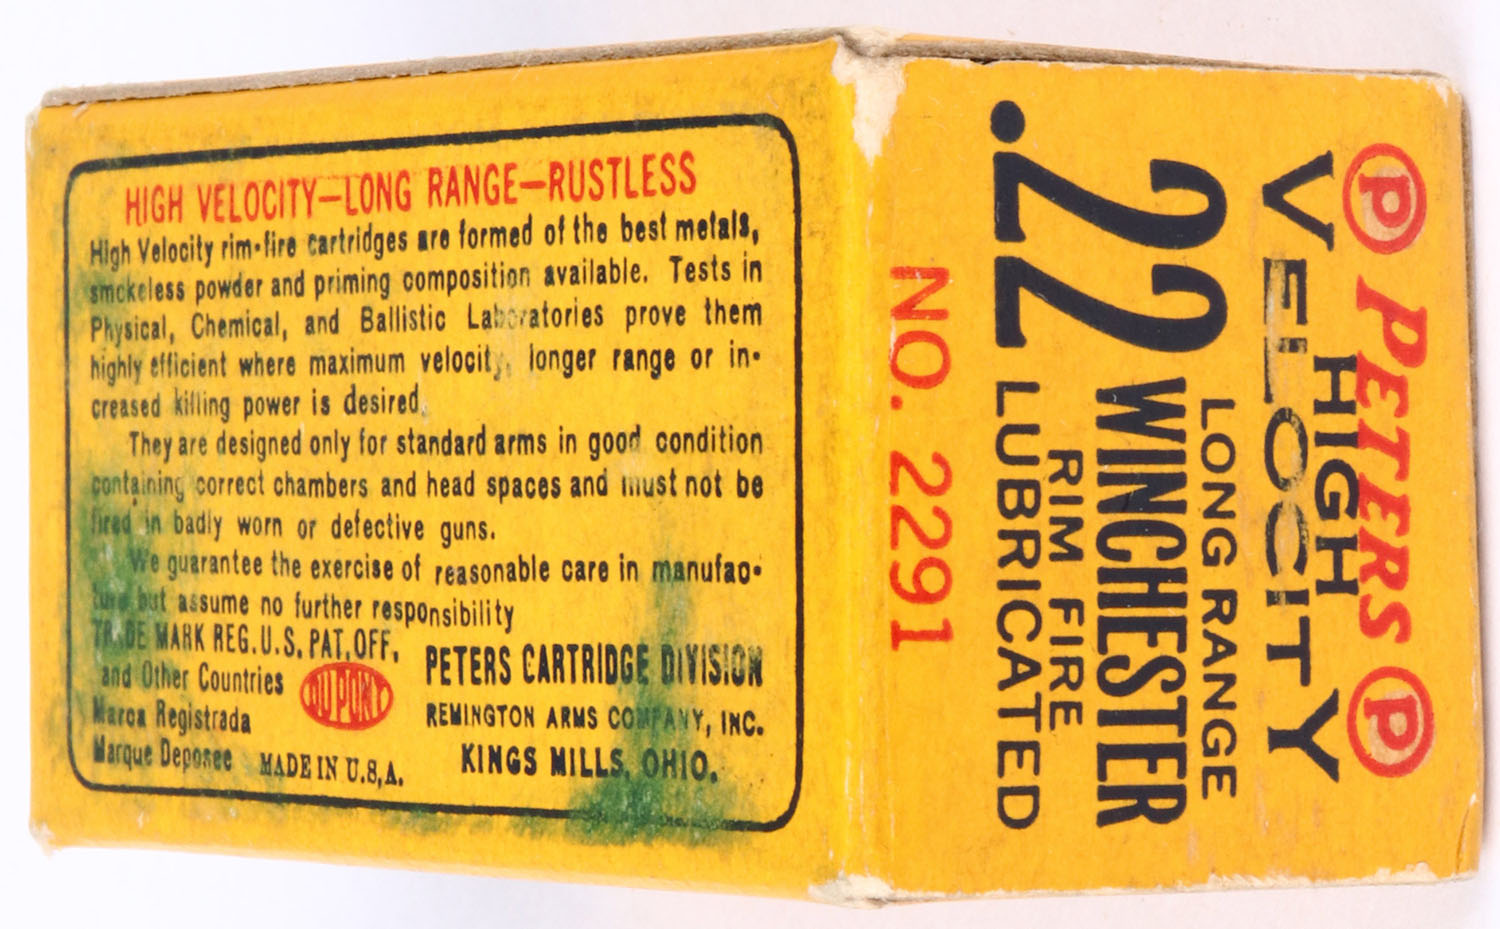 HIGH VELOCITY—LONG RANGE—RUSTLESS
High Velocity rim-fire cartridges are formed of the best metals,
smokeless powder and priming composition available. Tests in
Physical, Chemical, and Ballistic Laboratories prove them
highly efficient where maximum velocity, longer range or in-
creased killing power is desired.
They are designed only for standard arms in good condition
containing correct chambers and head spaces and must not be
fired in badly worn or defective guns.
We guarantee the exercise of reasonable care in manufac-
ture but assume no further responsibility
TRADE MARK REG. U.S. PAT. OFF.
and Other Countries
Marca Registrada
Marque Deposee
DU PONT
MADE IN U.S.A.
PETERS CARTRIDGE DIVISION
REMINGTON ARMS COMPANY, INC.
KINGS MILLS, OHIO.
P PETERS P
HIGH
VELOCITY
LONG RANGE
22 WINCHESTER
RIM FIRE
.22 LUBRICATED
NO. 2291